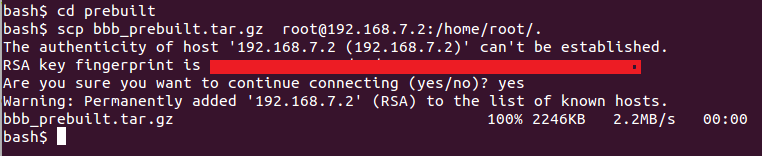 bash$ cd prebuilt
bash$ scp bbb_prebuilt.tar.gz  root@192.168.7.2:/home/root/.
The authenticity of host '192.168.7.2 (192.168.7.2)' can't be established.
RSA key fingerprint is
Are you sure you want to continue connecting (yes/no)? yes
Warning: Permanently added '192.168.7.2' (RSA) to the list of known hosts.
bbb_prebuilt.tar.gz 100% 2246KB 2.2MB/s 00:00
bash$